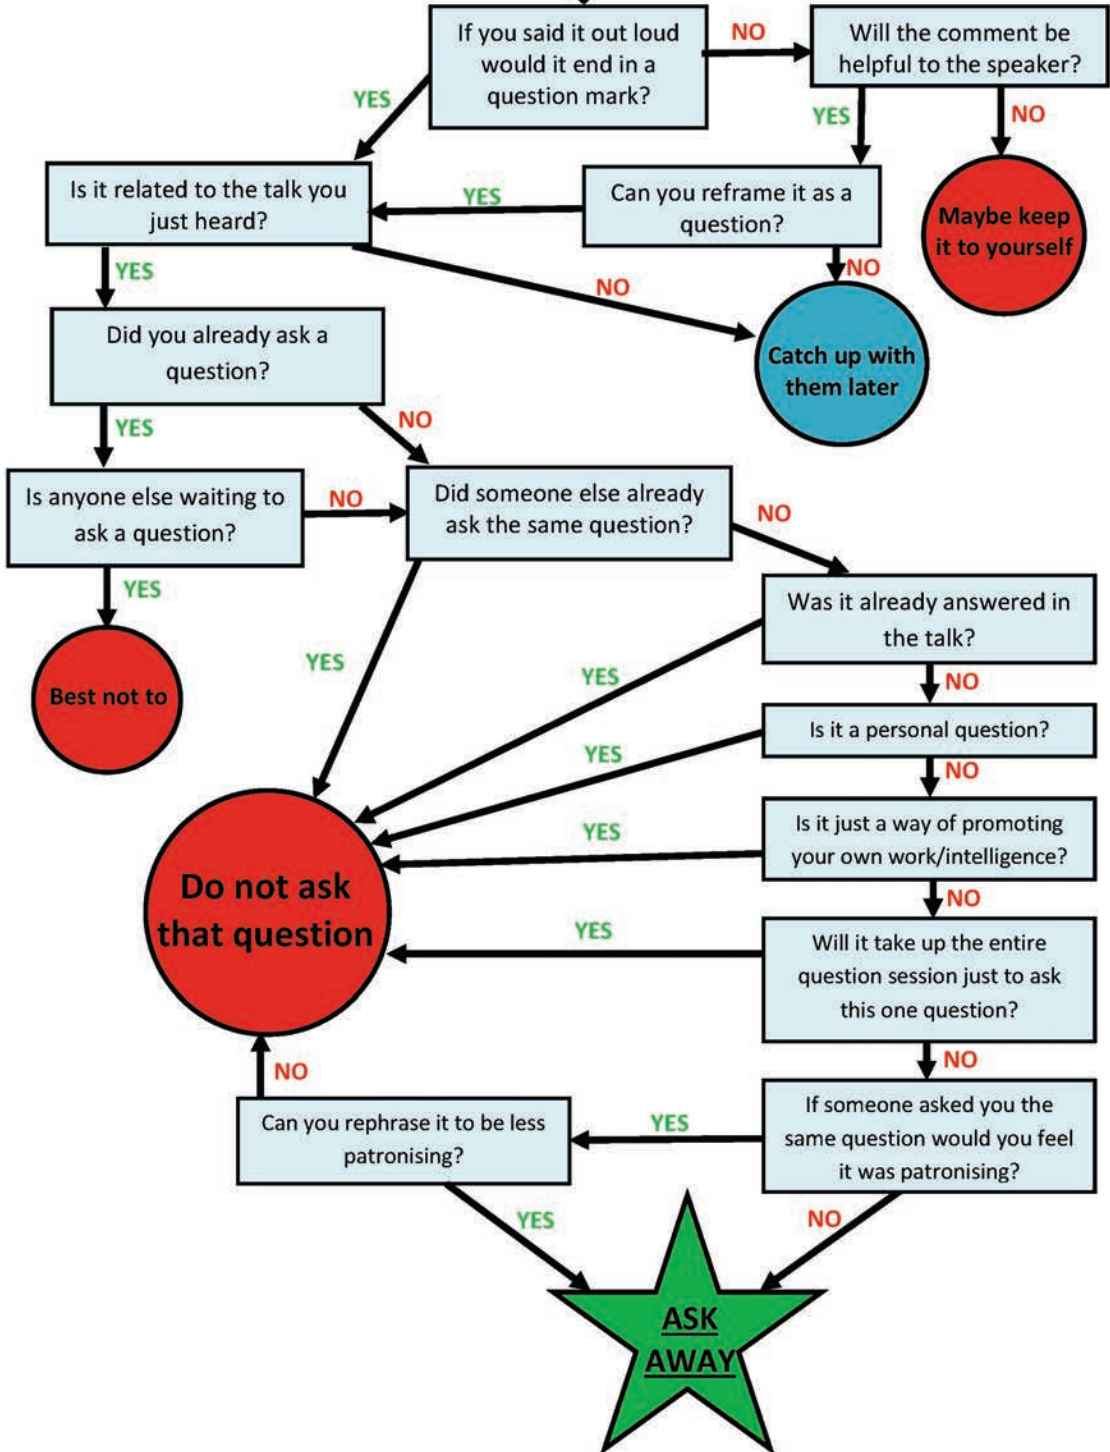 If you said it out loud
would it end in a
question mark?
NO
Will the comment be
helpful to the speaker?
YES
YES
NO
Is it related to the talk you
just heard?
YES
Can you reframe it as a
question?
Maybe keep
it to yourself
YES
NO
NO
Did you already ask a
question?
Catch up with
them later
YES
NO
Is anyone else waiting to
ask a question?
NO
Did someone else already
ask the same question?
NO
YES
Was it already answered in
the talk?
YES
YES
NO
Best not to
Is it a personal question?
YES
NO
Is it just a way of promoting
your own work/intelligence?
YES
NO
Do not ask
that question
Will it take up the entire
question session just to ask
this one question?
YES
NO
NO
Can you rephrase it to be less
patronising?
YES
If someone asked you the
same question would you feel
it was patronising?
YES
NO
ASK
AWAY